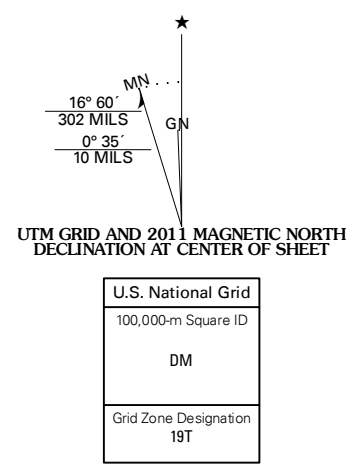 ★
MN
GN
16° 60´
302 MILS
0° 35´
10 MILS
UTM GRID AND 2011 MAGNETIC NORTH
DECLINATION AT CENTER OF SHEET
U.S. National Grid
100,000-m Square ID
DM
Grid Zone Designation
19T